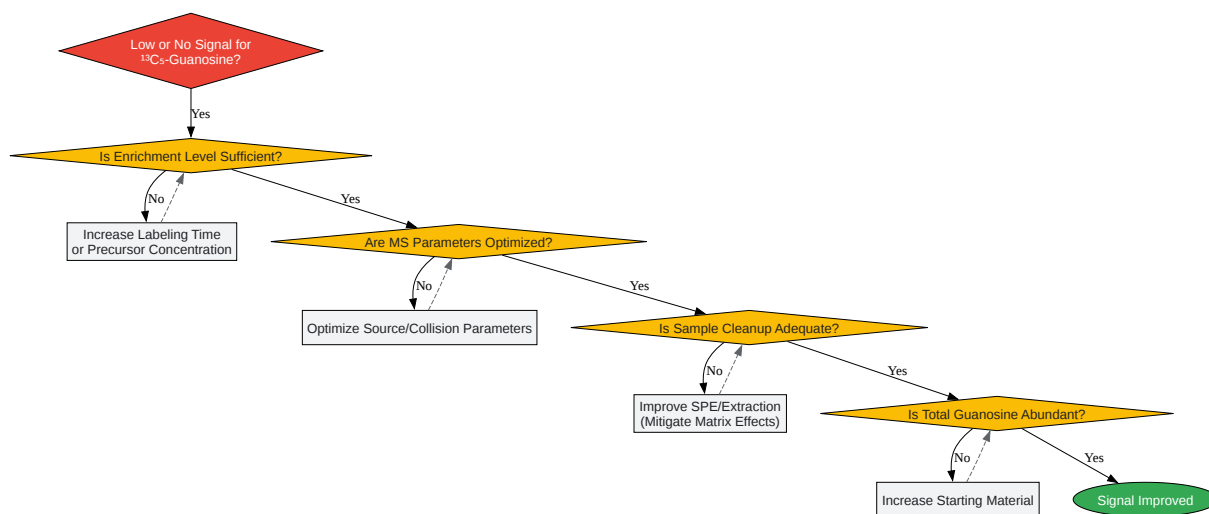 Low or No Signal for
¹³C₅-Guanosine?
Yes
Is Enrichment Level Sufficient?
No
Yes
Increase Labeling Time
or Precursor Concentration
Are MS Parameters Optimized?
No
Yes
Optimize Source/Collision Parameters
Is Sample Cleanup Adequate?
No
Yes
Improve SPE/Extraction
(Mitigate Matrix Effects)
Is Total Guanosine Abundant?
No
Yes
Increase Starting Material
Signal Improved